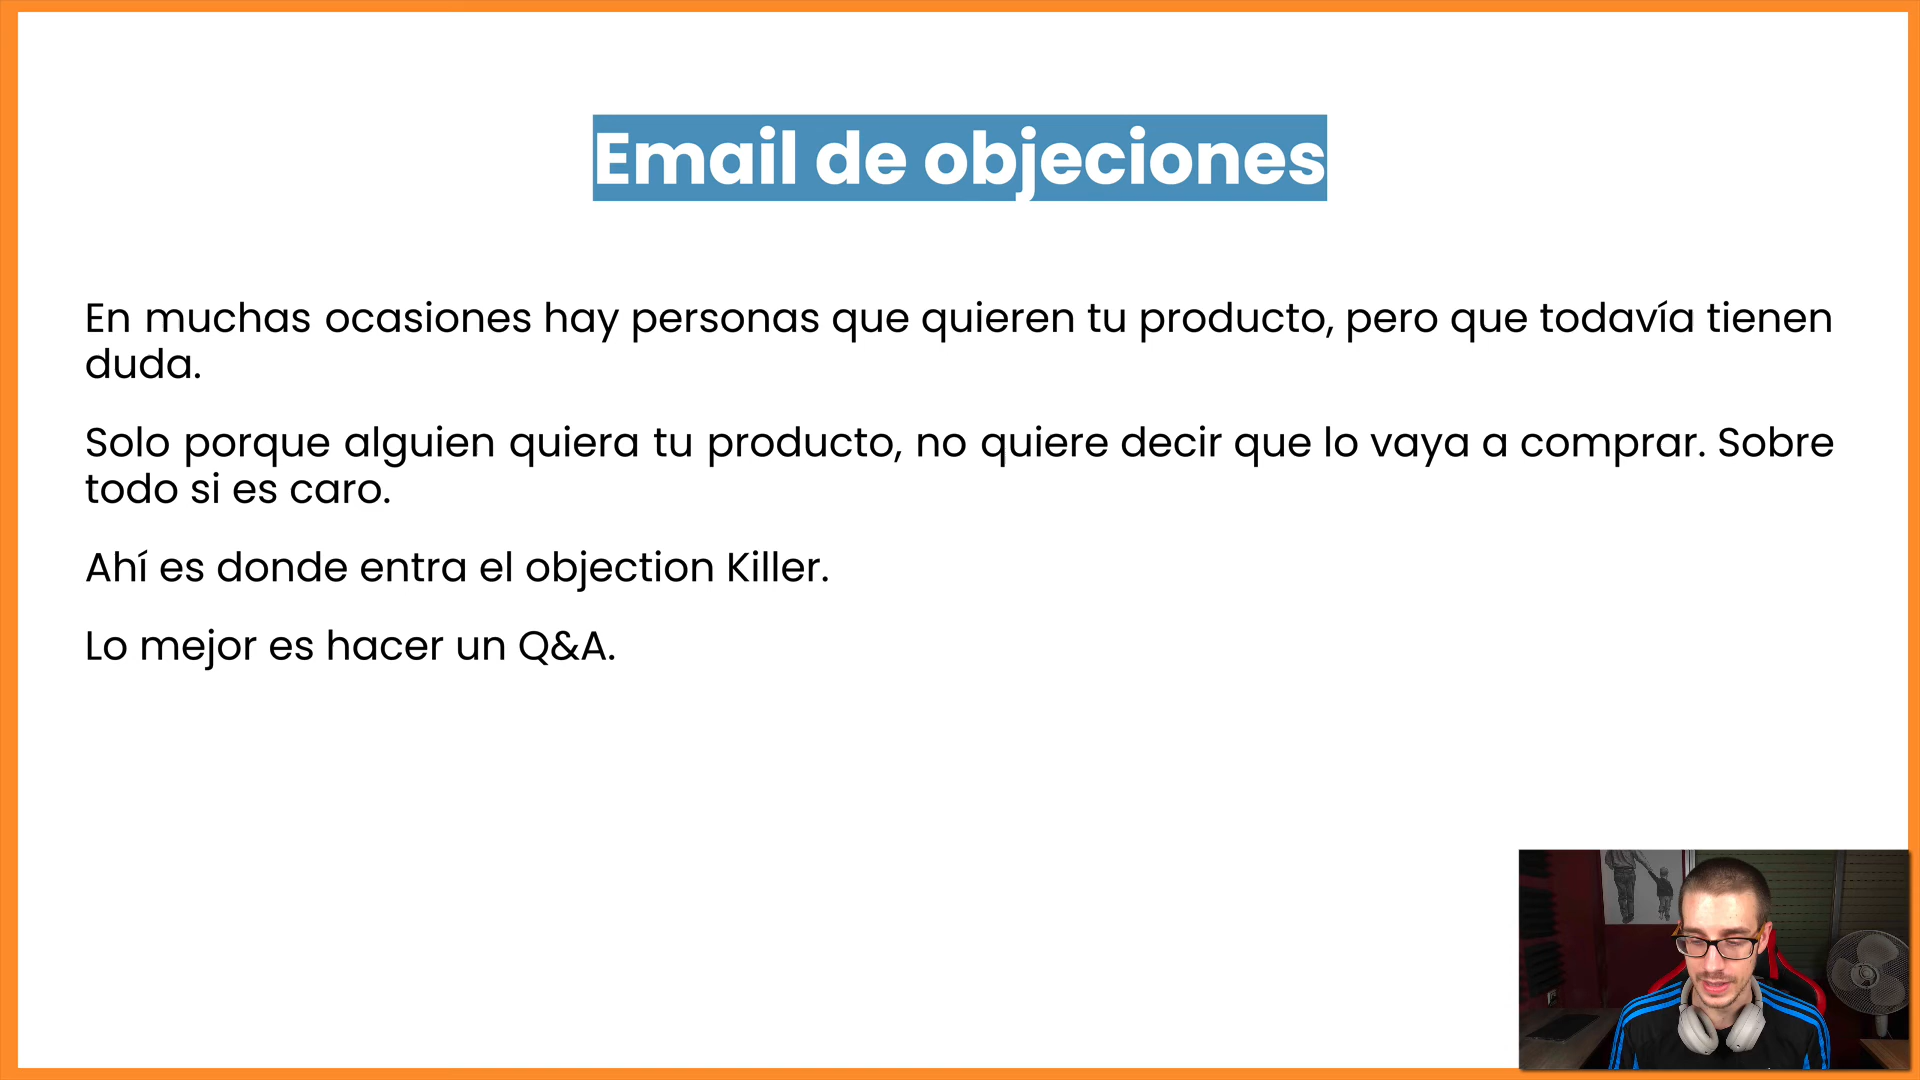 Email de objeciones
En muchas ocasiones hay personas que quieren tu producto, pero que todavía tienen
duda.
Solo porque alguien quiera tu producto, no quiere decir que lo vaya a comprar. Sobre
todo si es caro.
Ahí es donde entra el objection Killer.
Lo mejor es hacer un Q&A.